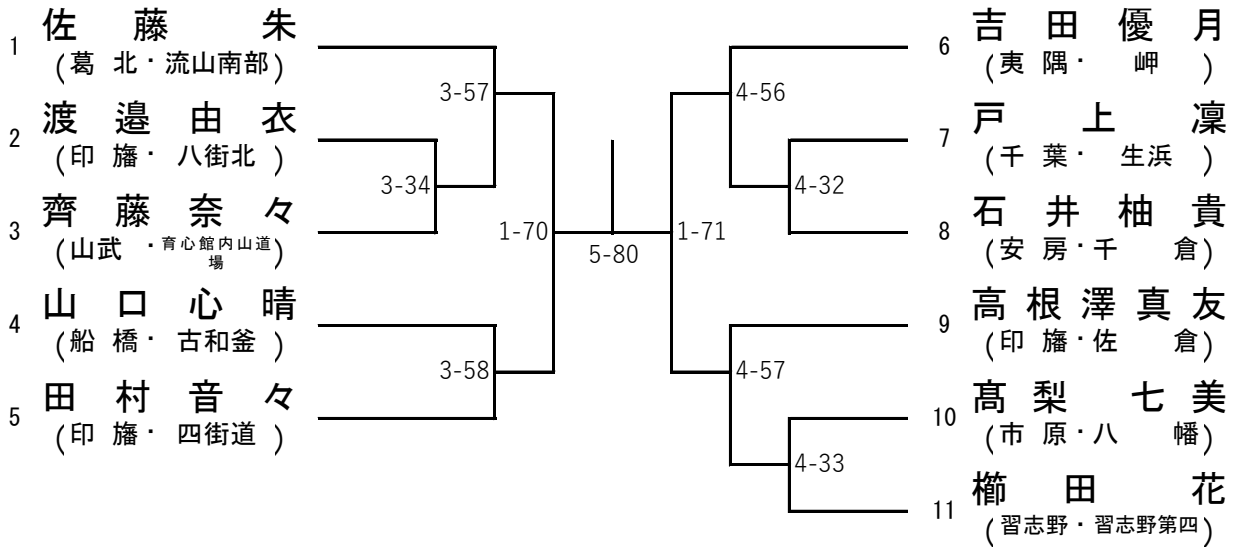 1 佐藤朱
(葛北・流山南部)
2 渡邉由衣
(印旛・八街北)
3 齊藤奈々
(山武・育心館内山道場)
4 山口心晴
(船橋・古和釜)
5 田村音々
(印旛・四街道)
3-57
3-34
3-58
1-70
5-80
1-71
4-56
4-32
4-57
4-33
6 吉田優月
(夷隅・岬)
7 戸上凜
(千葉・生浜)
8 石井柚貴
(安房・千倉)
9 高根澤真友
(印旛・佐倉)
10 髙梨七美
(市原・八幡)
11 櫛田花
(習志野・習志野第四)